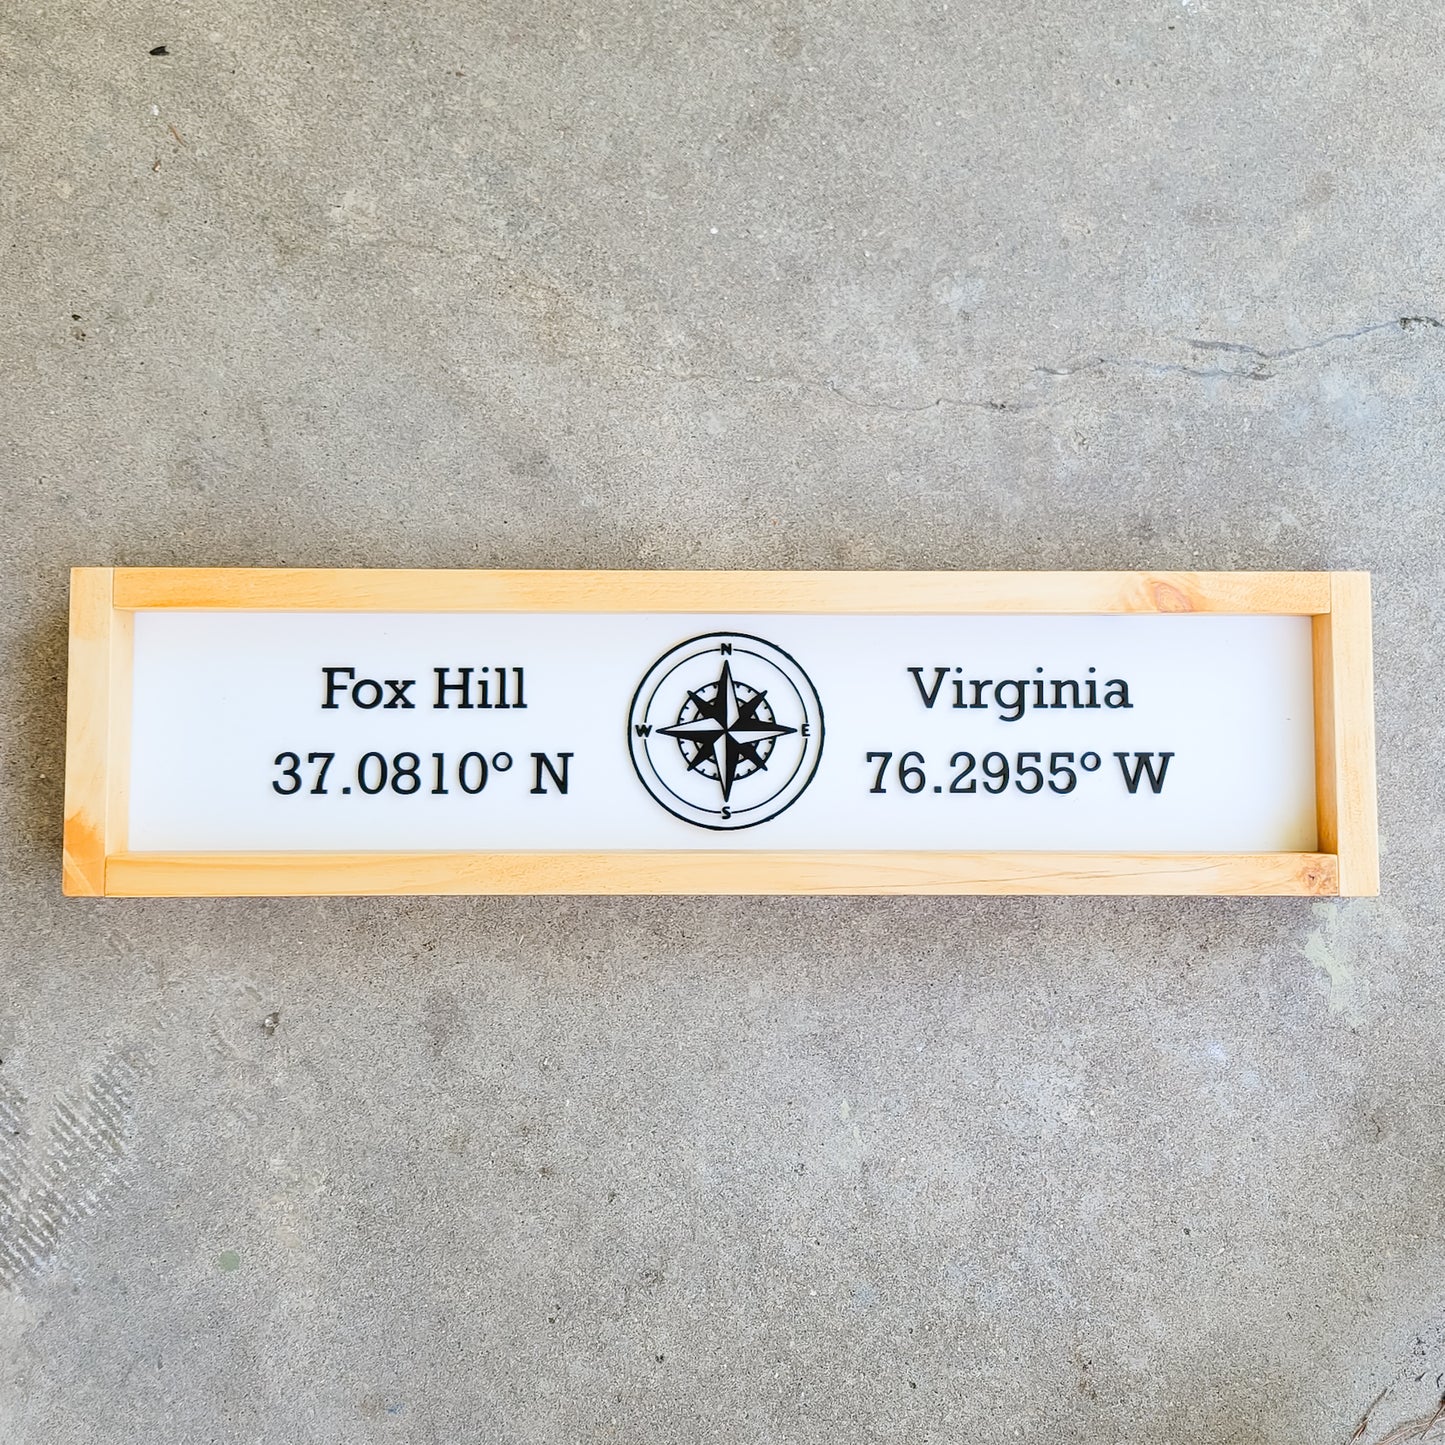 Fox Hill
37.0810° N
N
W
E
S
Virginia
76.2955° W